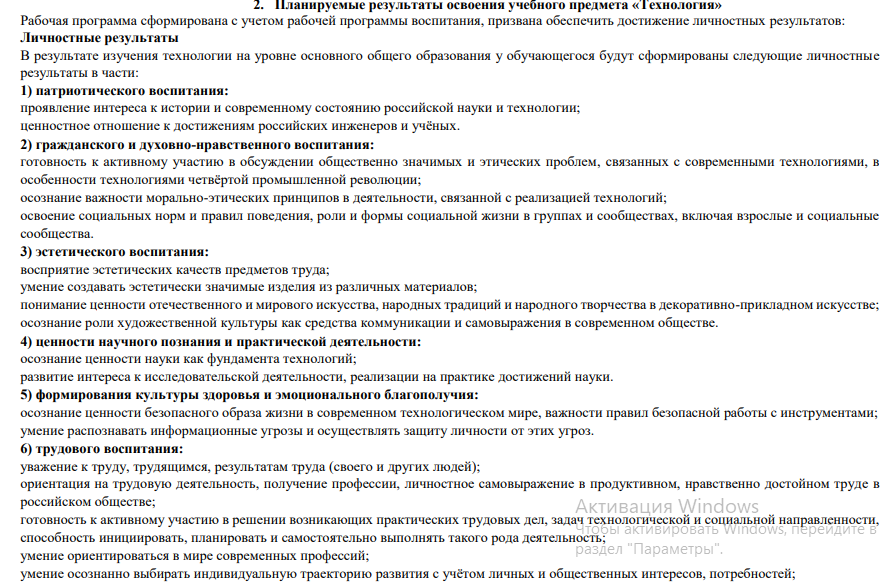 2. Планируемые результаты освоения учебного предмета «Технология»
Рабочая программа сформирована с учетом рабочей программы воспитания, призвана обеспечить достижение личностных результатов:
Личностные результаты
В результате изучения технологии на уровне основного общего образования у обучающегося будут сформированы следующие личностные
результаты в части:
1) патриотического воспитания:
проявление интереса к истории и современному состоянию российской науки и технологии;
ценностное отношение к достижениям российских инженеров и учёных.
2) гражданского и духовно-нравственного воспитания:
готовность к активному участию в обсуждении общественно значимых и этических проблем, связанных с современными технологиями, в
особенности технологиями четвёртой промышленной революции;
осознание важности морально-этических принципов в деятельности, связанной с реализацией технологий;
освоение социальных норм и правил поведения, роли и формы социальной жизни в группах и сообществах, включая взрослые и социальные
сообщества.
3) эстетического воспитания:
восприятие эстетических качеств предметов труда;
умение создавать эстетически значимые изделия из различных материалов;
понимание ценности отечественного и мирового искусства, народных традиций и народного творчества в декоративно-прикладном искусстве;
осознание роли художественной культуры как средства коммуникации и самовыражения в современном обществе.
4) ценности научного познания и практической деятельности:
осознание ценности науки как фундамента технологий;
развитие интереса к исследовательской деятельности, реализации на практике достижений науки.
5) формирования культуры здоровья и эмоционального благополучия:
осознание ценности безопасного образа жизни в современном технологическом мире, важности правил безопасной работы с инструментами;
умение распознавать информационные угрозы и осуществлять защиту личности от этих угроз.
6) трудового воспитания:
уважение к труду, трудящимся, результатам труда (своего и других людей);
ориентация на трудовую деятельность, получение профессии, личностное самовыражение в продуктивном, нравственно достойном труде в
российском обществе;
готовность к активному участию в решении возникающих практических трудовых дел, задач технологической и социальной направленности,
способность инициировать, планировать и самостоятельно выполнять такого рода деятельность;
умение ориентироваться в мире современных профессий;
умение осознанно выбирать индивидуальную траекторию развития с учётом личных и общественных интересов, потребностей;
Активация Windows
Чтобы активировать Windows, перейдите в
раздел "Параметры".